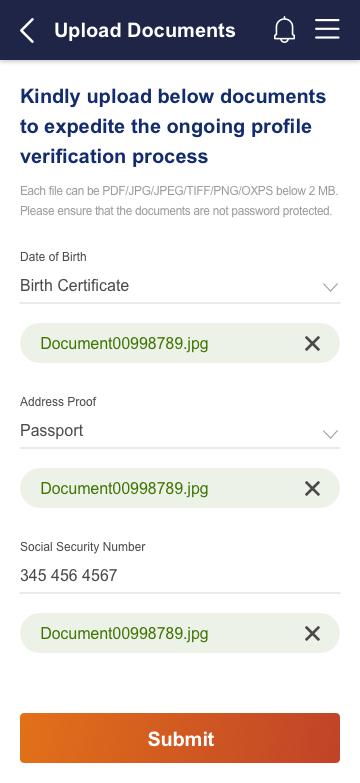 Upload Documents
Kindly upload below documents
to expedite the ongoing profile
verification process
Each file can be PDF/JPG/JPEG/TIFF/PNG/OXPS below 2 MB.
Please ensure that the documents are not password protected.
Date of Birth
Birth Certificate
Document00998789.jpg
Address Proof
Passport
Document00998789.jpg
Social Security Number
345 456 4567
Document00998789.jpg
Submit